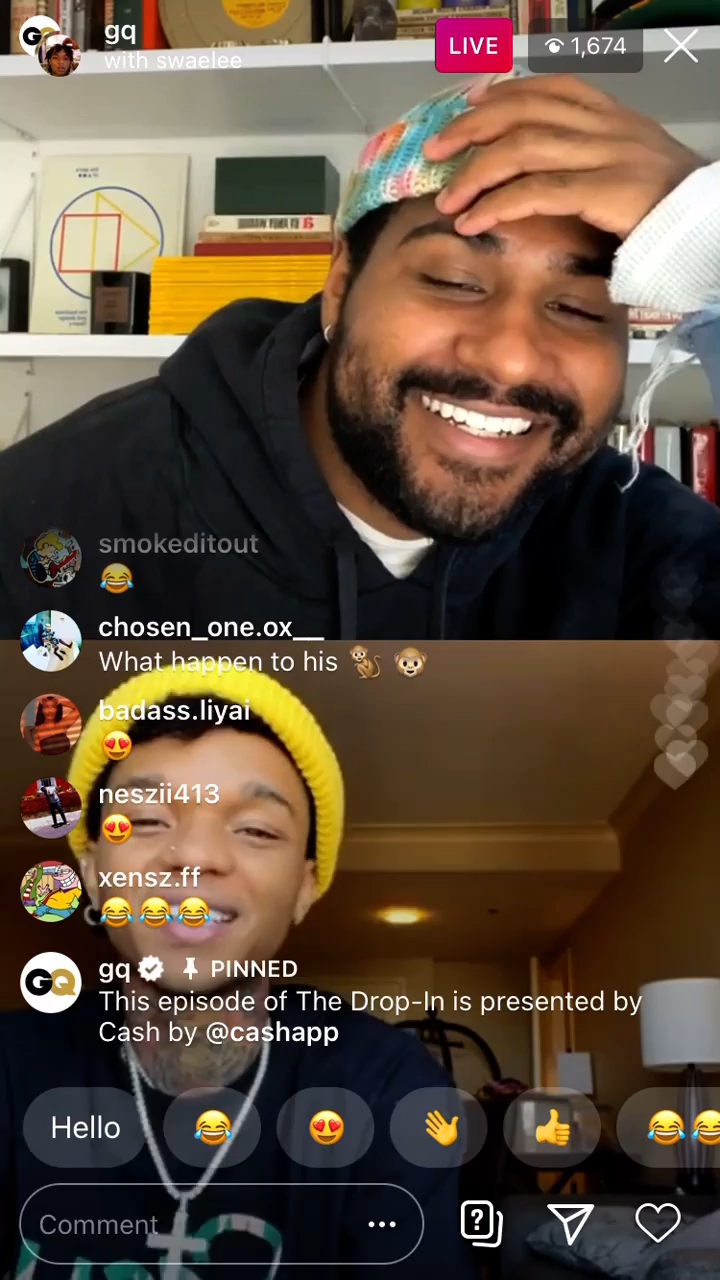 gq
with swaelee
LIVE
1,674
smokeditout
😂
chosen_one.ox__
What happen to his 🐒 🐵
badass.liyai
😍
neszii413
😍
xensz.ff
😂😂😂
GQ
gq PINNED
This episode of The Drop-In is presented by
Cash by @cashapp
Hello 😂 😍 👋 👍 😂😂
Comment ...